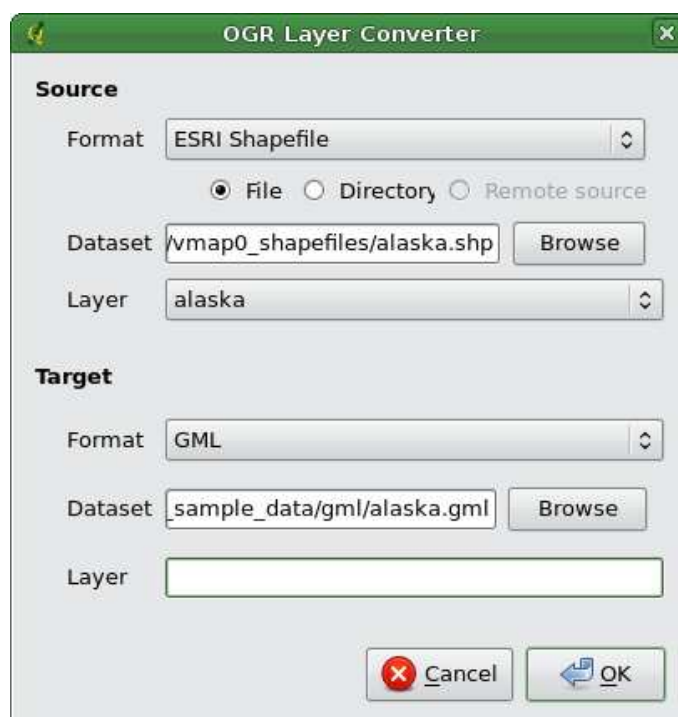 OGR Layer Converter
Source
Format ESRI Shapefile
File Directory Remote source
Dataset /vmap0_shapefiles/alaska.shp Browse
Layer alaska
Target
Format GML
Dataset _sample_data/gml/alaska.gml Browse
Layer
Cancel OK